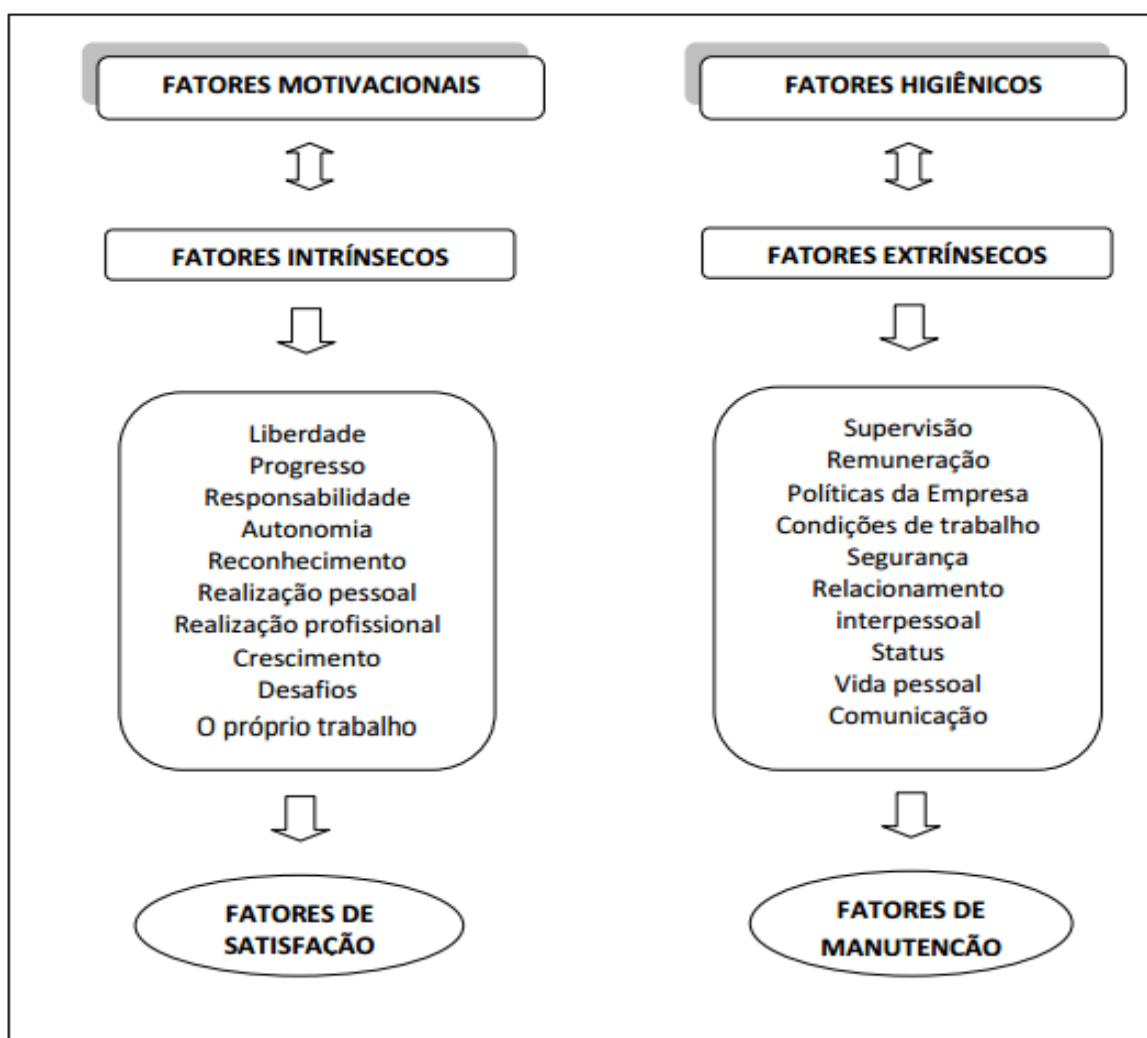 FATORES MOTIVACIONAIS
FATORES INTRÍNSECOS
Liberdade
Progresso
Responsabilidade
Autonomia
Reconhecimento
Realização pessoal
Realização profissional
Crescimento
Desafios
O próprio trabalho
FATORES DE
SATISFAÇÃO
FATORES HIGIÊNICOS
FATORES EXTRÍNSECOS
Supervisão
Remuneração
Políticas da Empresa
Condições de trabalho
Segurança
Relacionamento
interpessoal
Status
Vida pessoal
Comunicação
FATORES DE
MANUTENCÃO